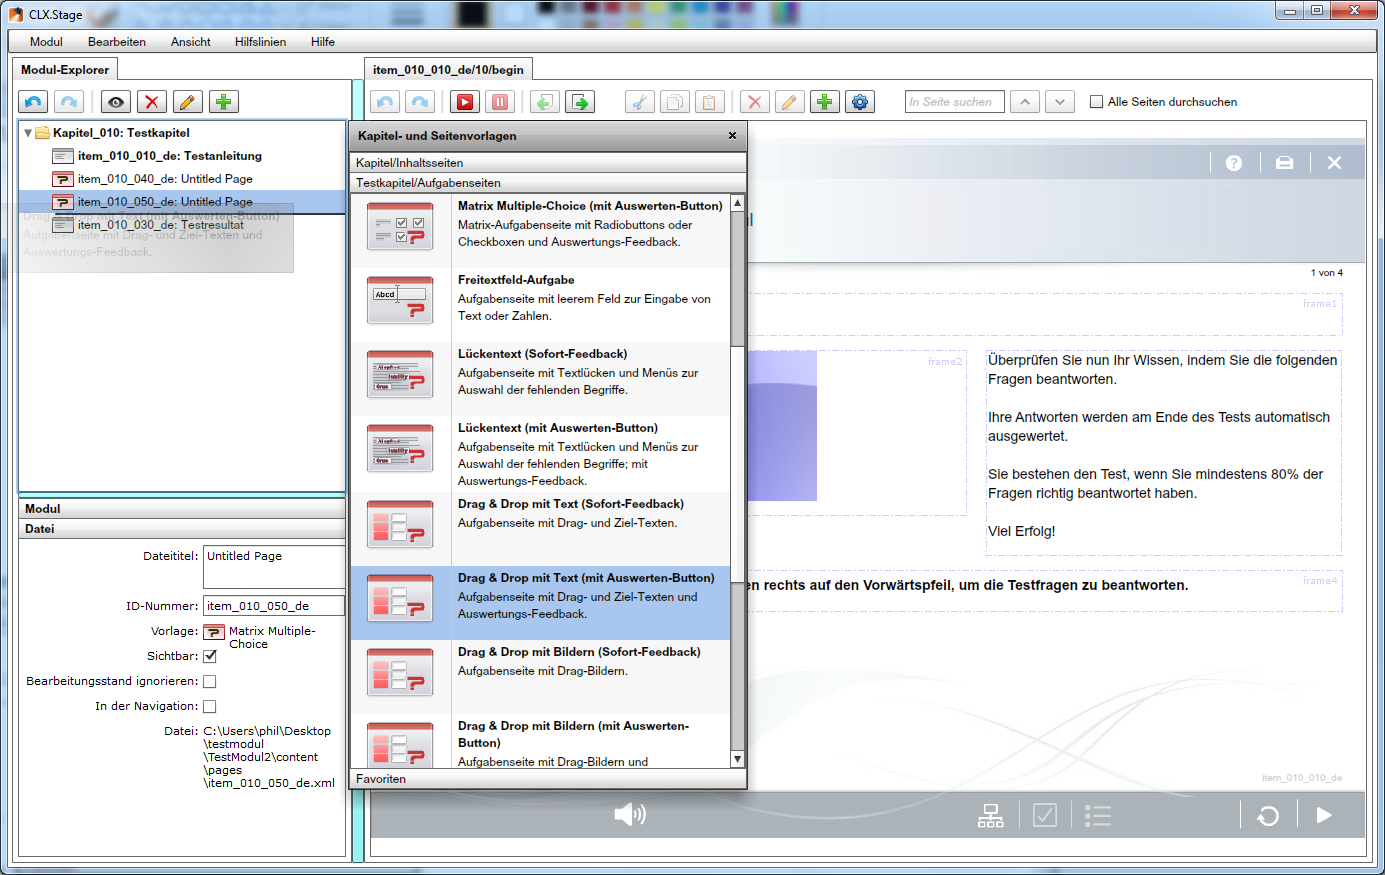 CLX.Stage
Modul Bearbeiten Ansicht Hilfslinien Hilfe
Modul-Explorer
item_010_010_de/10/begin
In Seite suchen
Alle Seiten durchsuchen
Kapitel_010: Testkapitel
item_010_010_de: Testanleitung
item_010_040_de: Untitled Page
item_010_050_de: Untitled Page
item_010_030_de: Testresultat
Drag & Drop mit Text (mit Auswerten-Button)
Aufgabenseite mit Drag- und Ziel-Texten und
Auswertungs-Feedback.
Modul
Datei
Dateititel: Untitled Page
ID-Nummer: item_010_050_de
Vorlage: Matrix Multiple-
Choice
Sichtbar:
Bearbeitungsstand ignorieren:
In der Navigation:
Datei: C:\Users\phil\Desktop
\testmodul
\TestModul2\content
\pages
\item_010_050_de.xml
Kapitel- und Seitenvorlagen
Kapitel/Inhaltsseiten
Testkapitel/Aufgabenseiten
Matrix Multiple-Choice (mit Auswerten-Button)
Matrix-Aufgabenseite mit Radiobuttons oder
Checkboxen und Auswertungs-Feedback.
Abcd
Freitextfeld-Aufgabe
Aufgabenseite mit leerem Feld zur Eingabe von
Text oder Zahlen.
Lückentext (Sofort-Feedback)
Aufgabenseite mit Textlücken und Menüs zur
Auswahl der fehlenden Begriffe.
Lückentext (mit Auswerten-Button)
Aufgabenseite mit Textlücken und Menüs zur
Auswahl der fehlenden Begriffe; mit
Auswertungs-Feedback.
Drag & Drop mit Text (Sofort-Feedback)
Aufgabenseite mit Drag- und Ziel-Texten.
Drag & Drop mit Text (mit Auswerten-Button)
Aufgabenseite mit Drag- und Ziel-Texten und
Auswertungs-Feedback.
Drag & Drop mit Bildern (Sofort-Feedback)
Aufgabenseite mit Drag-Bildern.
Drag & Drop mit Bildern (mit Auswerten-
Button)
Aufgabenseite mit Drag-Bildern und
Favoriten
1 von 4
frame1
frame2
Überprüfen Sie nun Ihr Wissen, indem Sie die folgenden
Fragen beantworten.
Ihre Antworten werden am Ende des Tests automatisch
ausgewertet.
Sie bestehen den Test, wenn Sie mindestens 80% der
Fragen richtig beantwortet haben.
Viel Erfolg!
en rechts auf den Vorwärtspfeil, um die Testfragen zu beantworten.
frame4
item_010_010_de